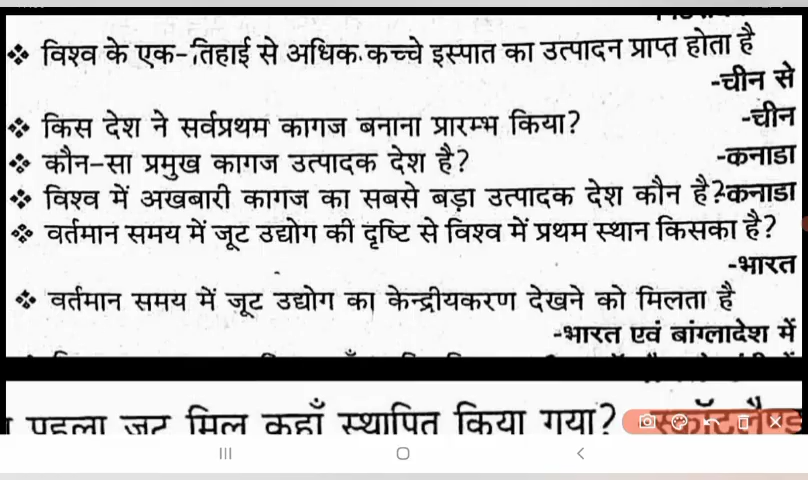 ❖ विश्व के एक-तिहाई से अधिक कच्चे इस्पात का उत्पादन प्राप्त होता है
-चीन से
❖ किस देश ने सर्वप्रथम कागज बनाना प्रारम्भ किया? -चीन
❖ कौन-सा प्रमुख कागज उत्पादक देश है? -कनाडा
❖ विश्व में अखबारी कागज का सबसे बड़ा उत्पादक देश कौन है?-कनाडा
❖ वर्तमान समय में जूट उद्योग की दृष्टि से विश्व में प्रथम स्थान किसका है?
-भारत
❖ वर्तमान समय में जूट उद्योग का केन्द्रीयकरण देखने को मिलता है
-भारत एवं बांग्लादेश में
पहला जूट मिल कहाँ स्थापित किया गया? स्कॉटलैण्ड